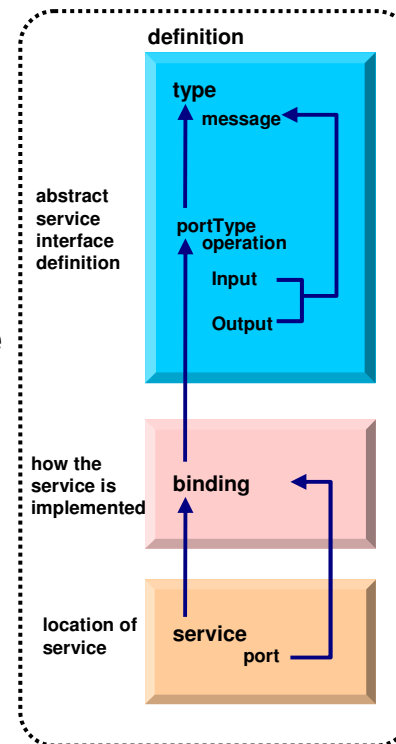 definition
type
message
abstract
service
interface
definition
portType
operation
Input
Output
how the
service is
implemented
binding
location of
service
service
port